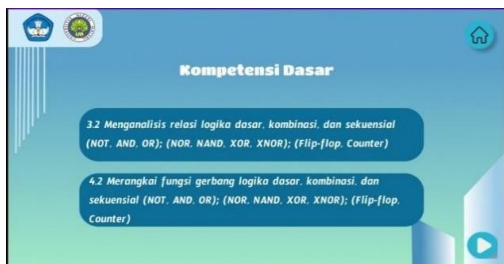 Kompetensi Dasar
3.2 Menganalisis relasi logika dasar, kombinasi, dan sekuensial
(NOT, AND, OR); (NOR, NAND, XOR, XNOR); (Flip-flop, Counter)
4.2 Merangkai fungsi gerbang logika dasar, kombinasi, dan
sekuensial (NOT, AND, OR); (NOR, NAND, XOR, XNOR); (Flip-flop,
Counter)